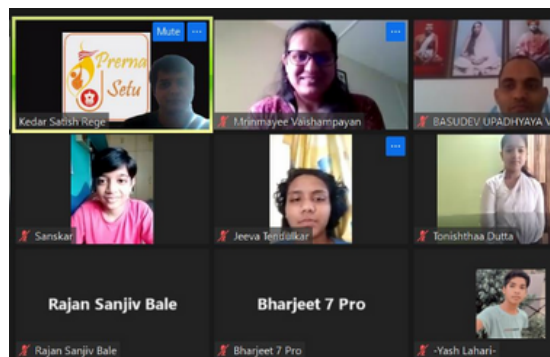 Mute
Prerna
Setu
Kedar Satish Rege
Mrinmayee Vaishampayan
BASUDEV UPADHYAYA V
Sanskar
Jeeva Tendulkar
Tonishthaa Dutta
Rajan Sanjiv Bale
Bharjeet 7 Pro
Rajan Sanjiv Bale
Bharjeet 7 Pro
-Yash Lahari-